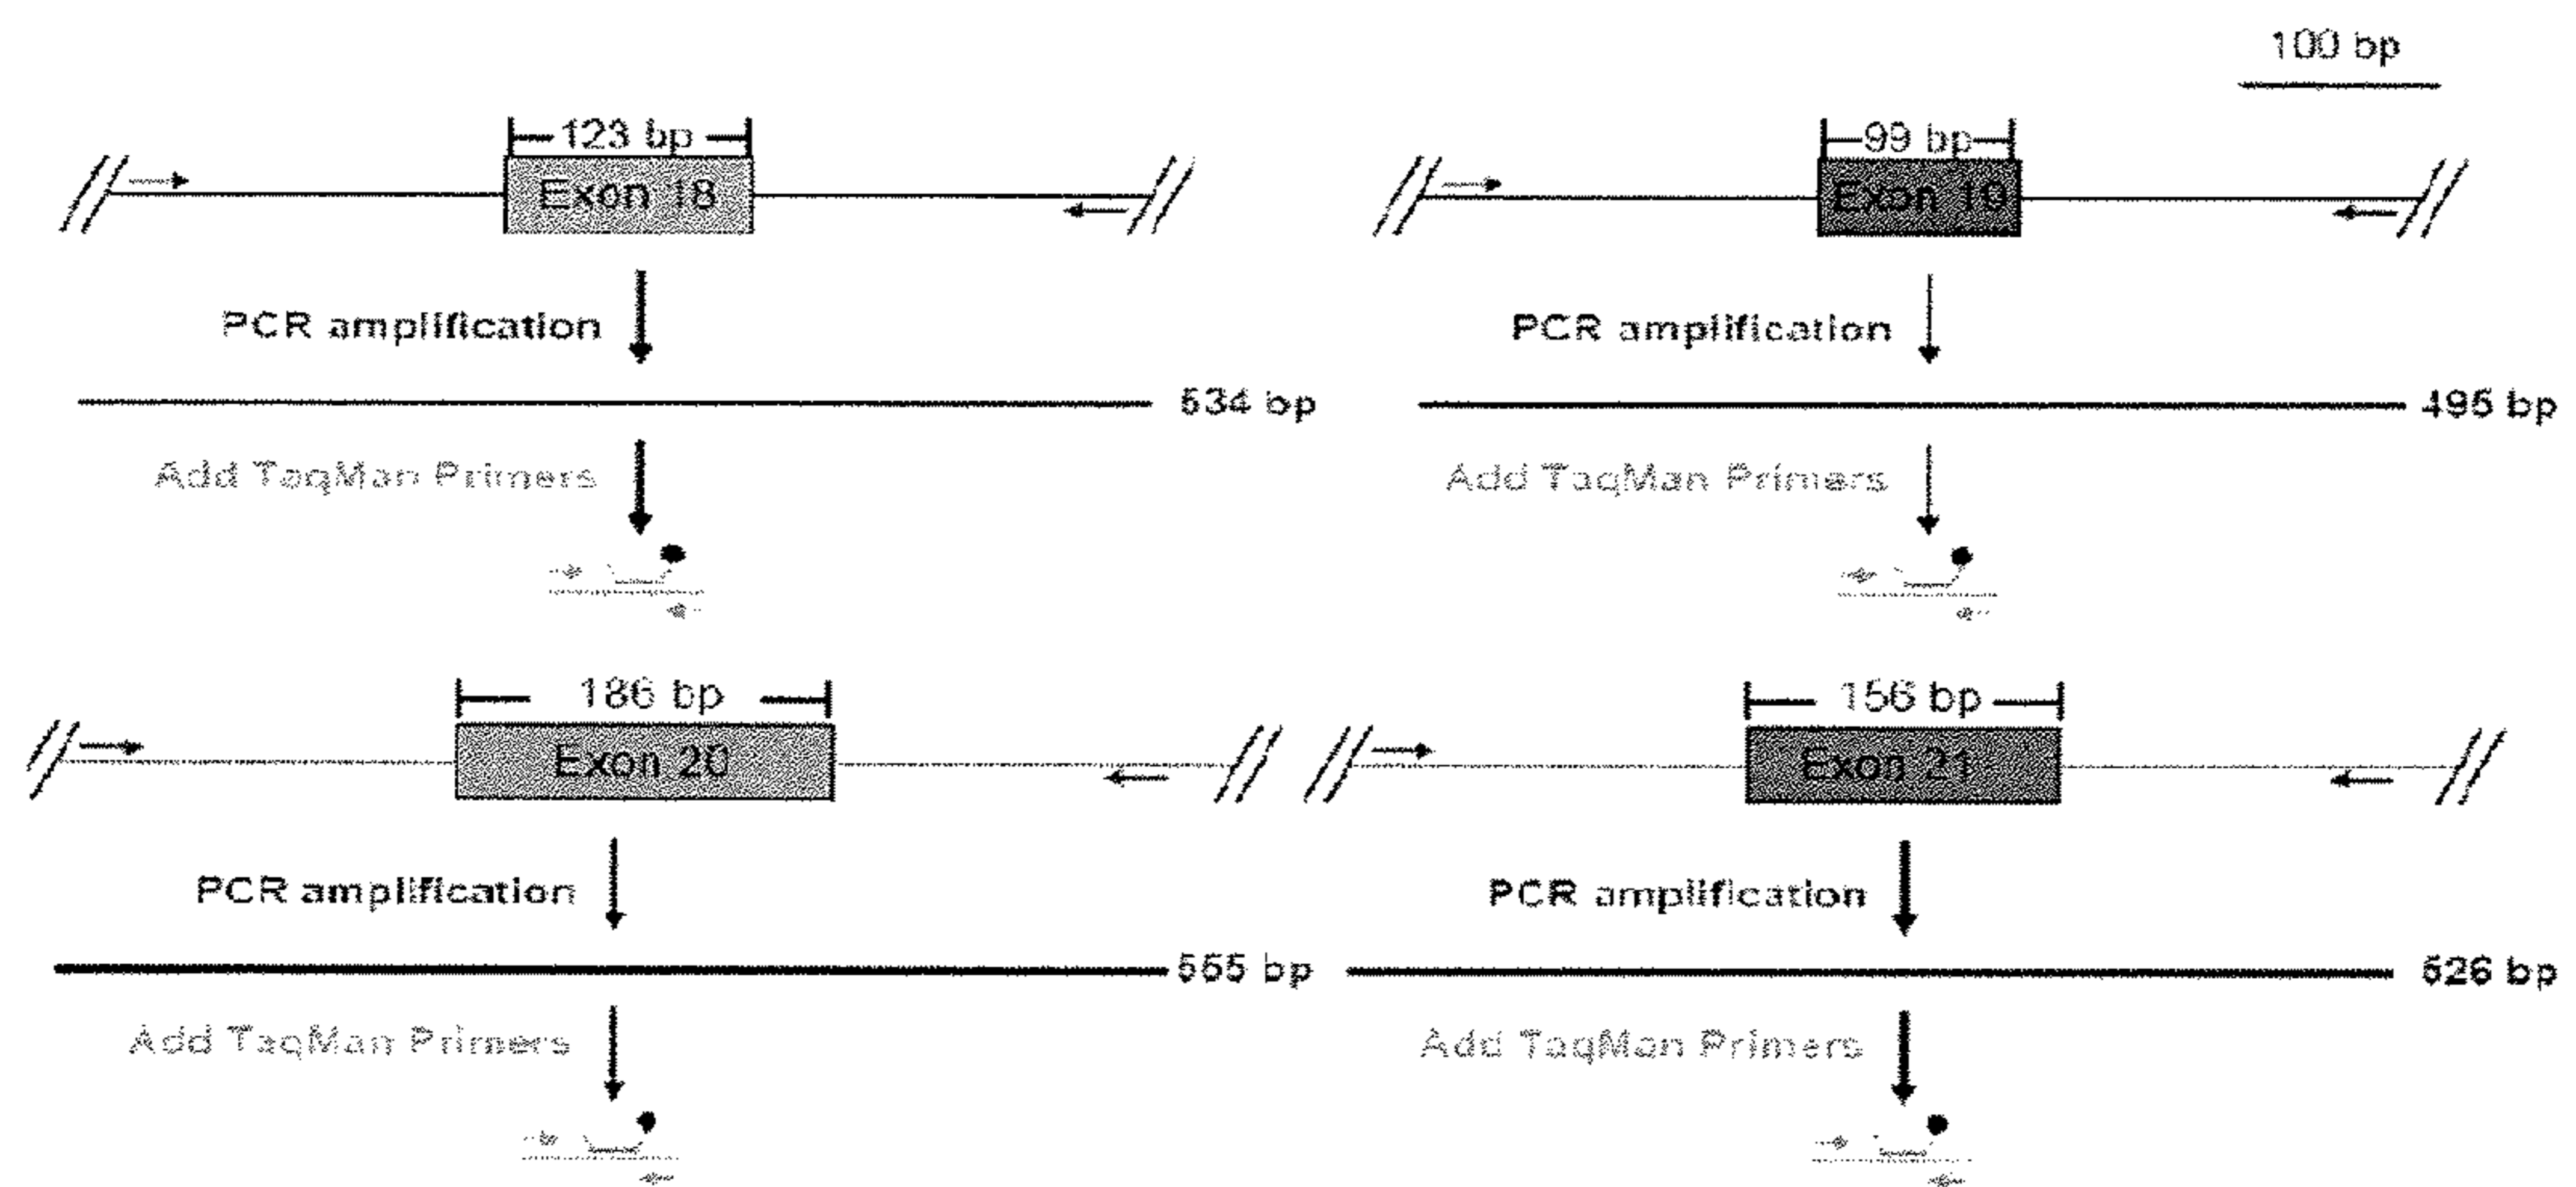 100 bp
123 bp
99 bp
Exon 18
Exon 19
PCR amplification
PCR amplification
534 bp
495 bp
Add TaqMan Primers
Add TaqMan Primers
186 bp
156 bp
Exon 20
Exon 21
PCR amplification
PCR amplification
555 bp
526 bp
Add TaqMan Primers
Add TaqMan Primers